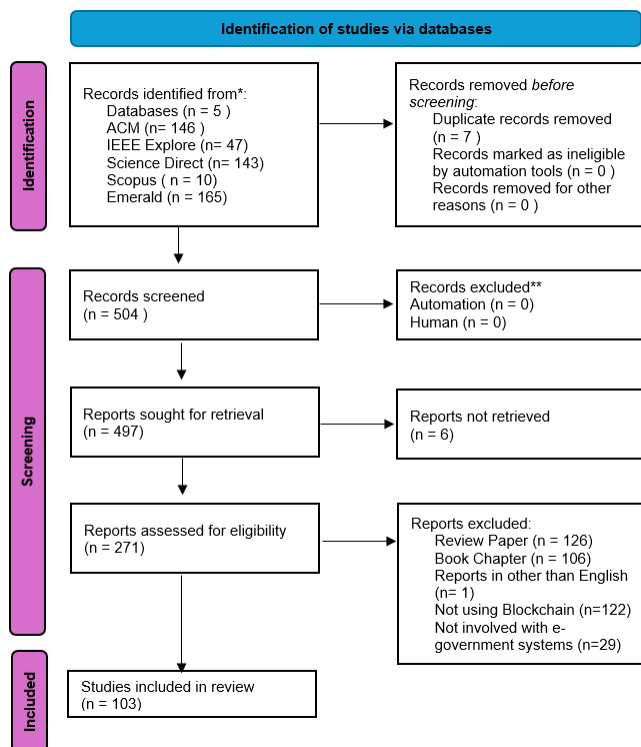 Identification of studies via databases
Identification
Records identified from*:
Databases (n = 5 )
ACM (n= 146 )
IEEE Explore (n= 47)
Science Direct (n= 143)
Scopus ( n = 10)
Emerald (n = 165)
Records removed before
screening:
Duplicate records removed
(n = 7 )
Records marked as ineligible
by automation tools (n = 0 )
Records removed for other
reasons (n = 0 )
Screening
Records screened
(n = 504 )
Records excluded**
Automation (n = 0)
Human (n = 0)
Reports sought for retrieval
(n = 497)
Reports not retrieved
(n = 6)
Reports assessed for eligibility
(n = 271)
Reports excluded:
Review Paper (n = 126)
Book Chapter (n = 106)
Reports in other than English
(n= 1)
Not using Blockchain (n=122)
Not involved with e-
government systems (n=29)
Included
Studies included in review
(n = 103)